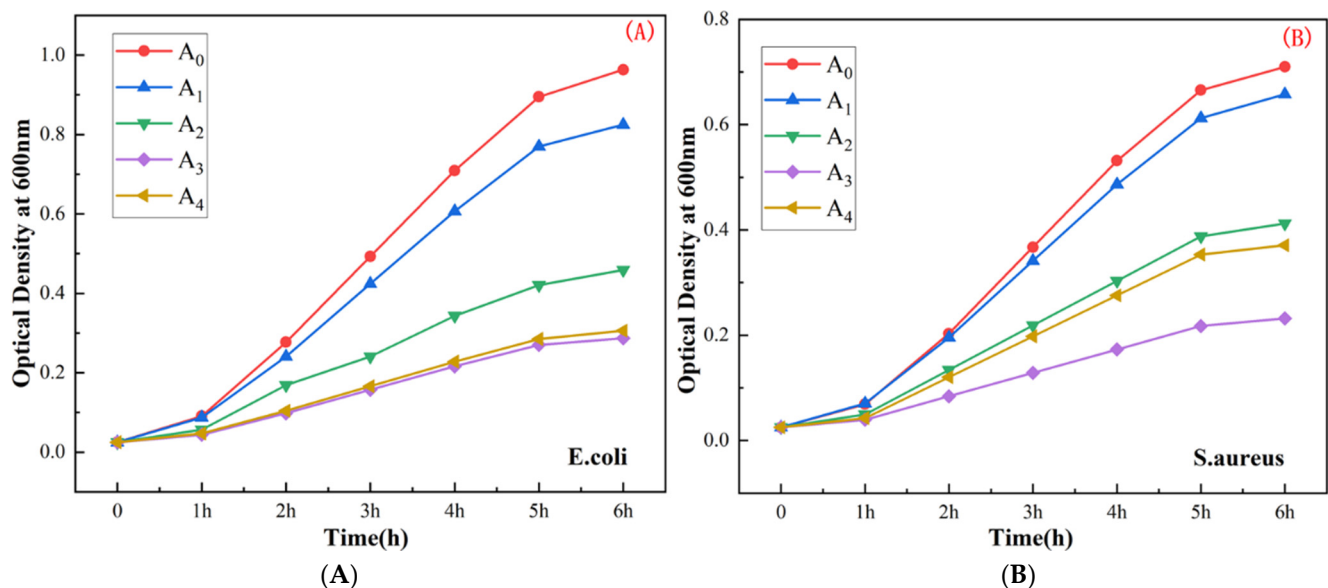 (A)
A0
A1
A2
A3
A4
Optical Density at 600nm
1.0
0.8
0.6
0.4
0.2
0.0
E.coli
0 1h 2h 3h 4h 5h 6h
Time(h)
(A)
(B)
A0
A1
A2
A3
A4
Optical Density at 600nm
0.8
0.6
0.4
0.2
0.0
S.aureus
0 1h 2h 3h 4h 5h 6h
Time(h)
(B)